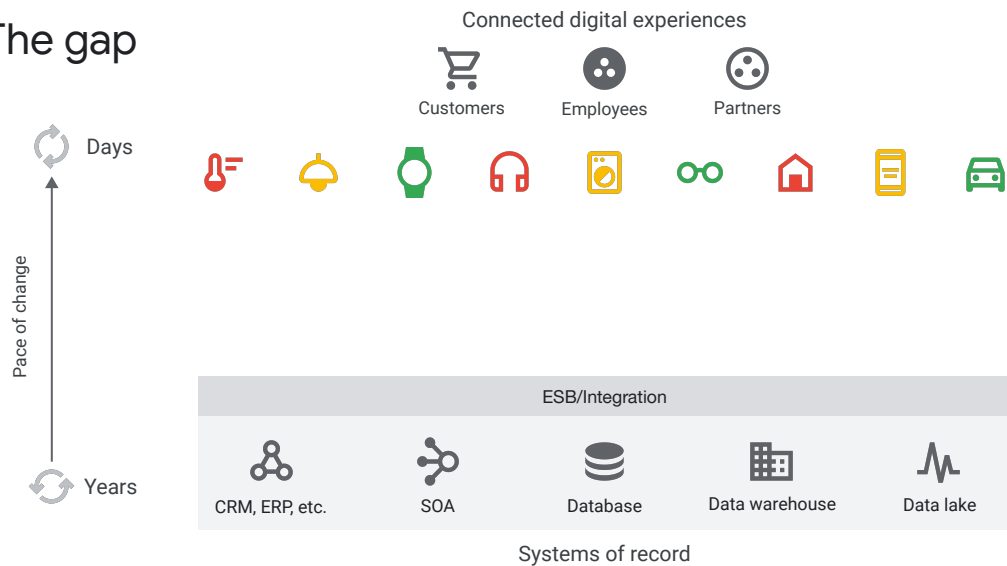 The gap
Connected digital experiences
Customers
Employees
Partners
Days
Pace of change
ESB/Integration
Years
CRM, ERP, etc.
SOA
Database
Data warehouse
Data lake
Systems of record